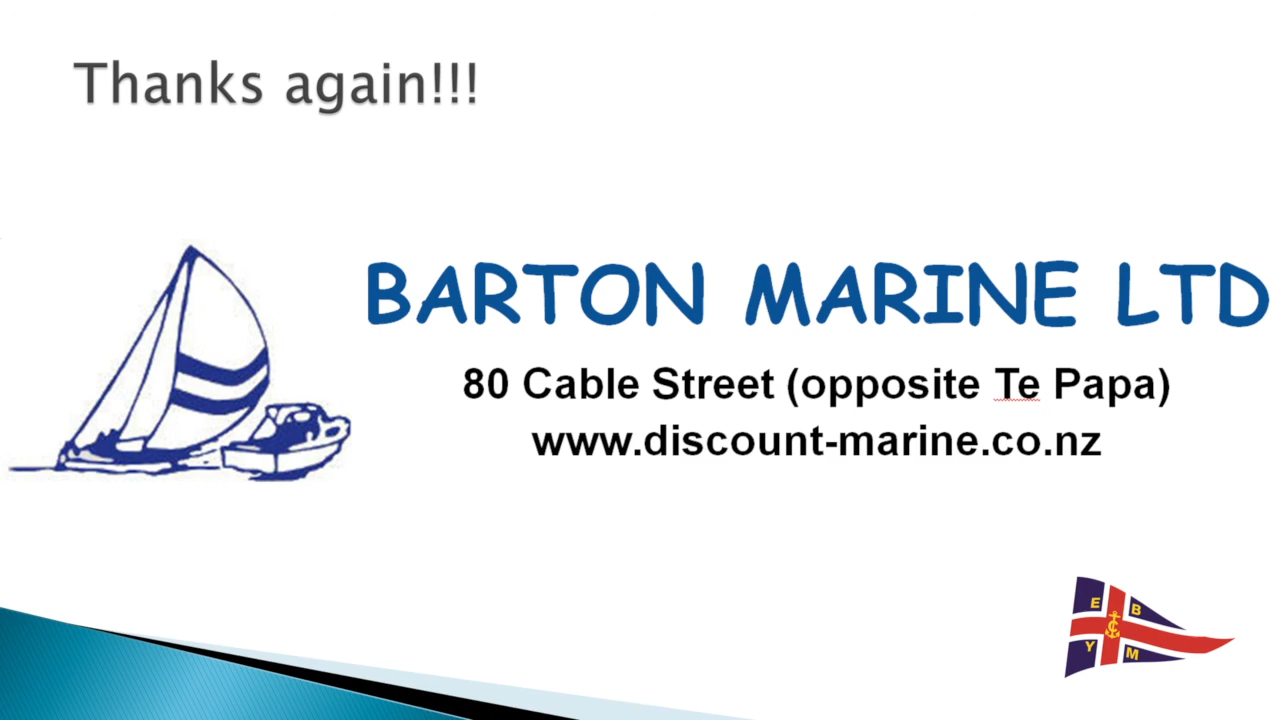 Thanks again!!!
BARTON MARINE LTD
80 Cable Street (opposite Te Papa)
www.discount-marine.co.nz
E B
Y M